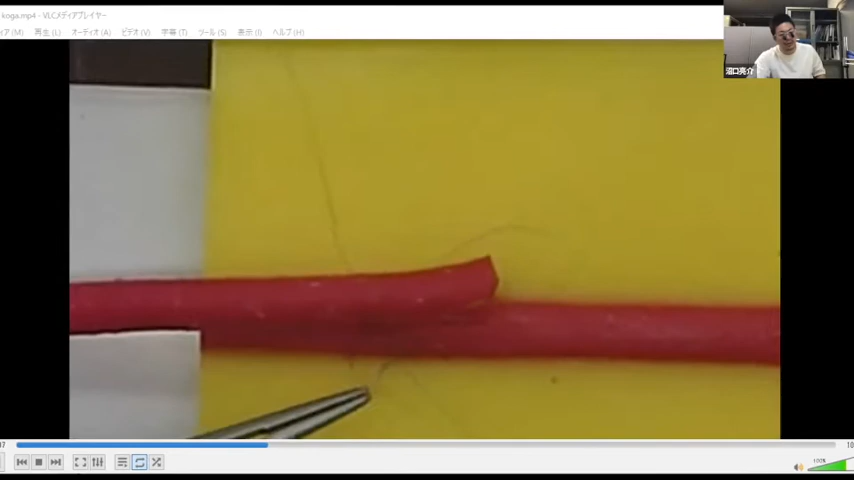 koga.mp4 - VLCメディアプレイヤー
ィア(M) 再生(L) オーディオ(A) ビデオ(V) 字幕(T) ツール(S) 表示(I) ヘルプ(H)
沼口亮介
100%